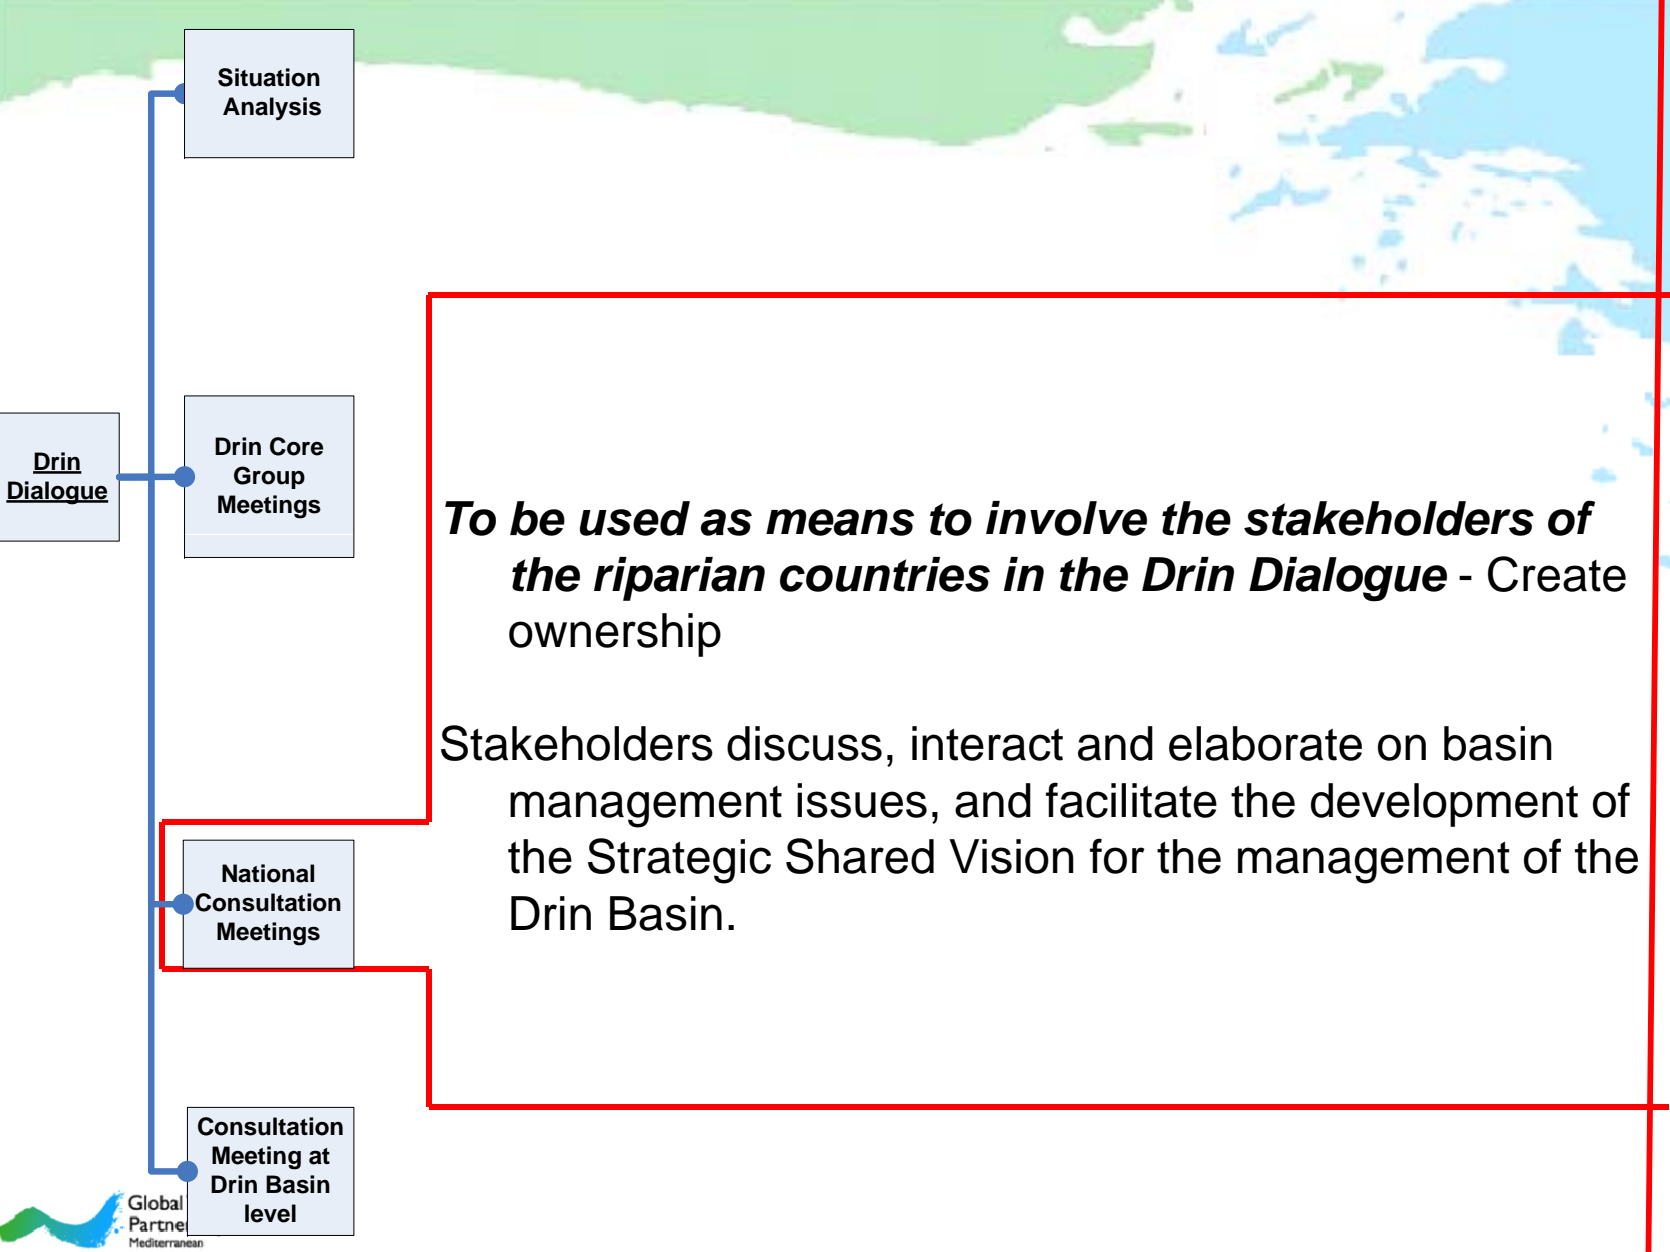 Situation
Analysis
Drin
Dialogue
Drin Core
Group
Meetings
To be used as means to involve the stakeholders of
the riparian countries in the Drin Dialogue - Create
ownership
Stakeholders discuss, interact and elaborate on basin
management issues, and facilitate the development of
the Strategic Shared Vision for the management of the
Drin Basin.
National
Consultation
Meetings
Consultation
Meeting at
Drin Basin
level
Global
Mediterranean